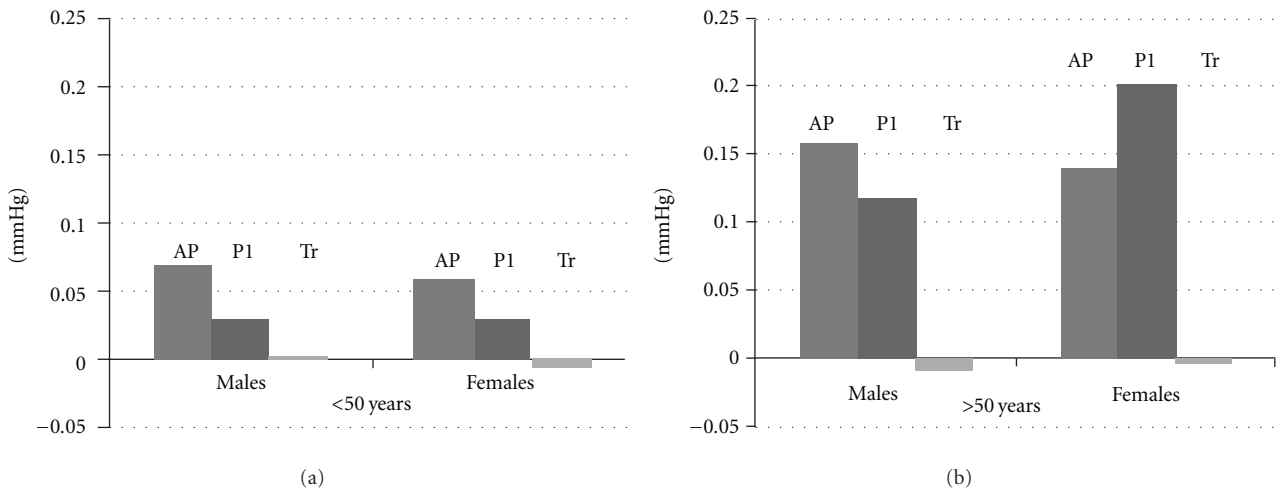 0.25
0.2
0.15
0.1
0.05
0
−0.05
(mmHg)
AP P1 Tr
AP P1 Tr
Males Females
<50 years
(a)
0.25
0.2
0.15
0.1
0.05
0
−0.05
(mmHg)
AP P1 Tr
AP P1 Tr
Males Females
>50 years
(b)